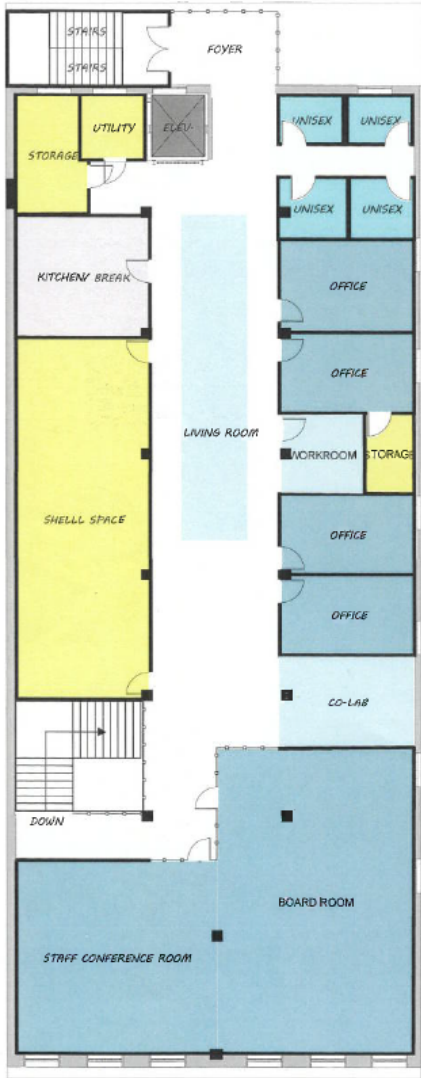 STAIRS
FOYER
STAIRS
UNISEX
UNISEX
UTILITY
ELEV.
STORAGE
UNISEX
UNISEX
KITCHEN/ BREAK
OFFICE
OFFICE
LIVING ROOM
WORKROOM
STORAGE
SHELLL SPACE
OFFICE
OFFICE
CO-LAB
DOWN
BOARD ROOM
STAFF CONFERENCE ROOM